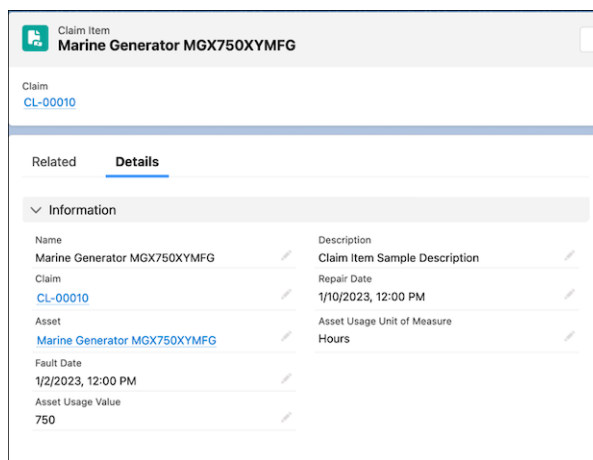 Claim Item
Marine Generator MGX750XYMFG
Claim
CL-00010
Related
Details
Information
Name
Marine Generator MGX750XYMFG
Claim
CL-00010
Asset
Marine Generator MGX750XYMFG
Fault Date
1/2/2023, 12:00 PM
Asset Usage Value
750
Description
Claim Item Sample Description
Repair Date
1/10/2023, 12:00 PM
Asset Usage Unit of Measure
Hours